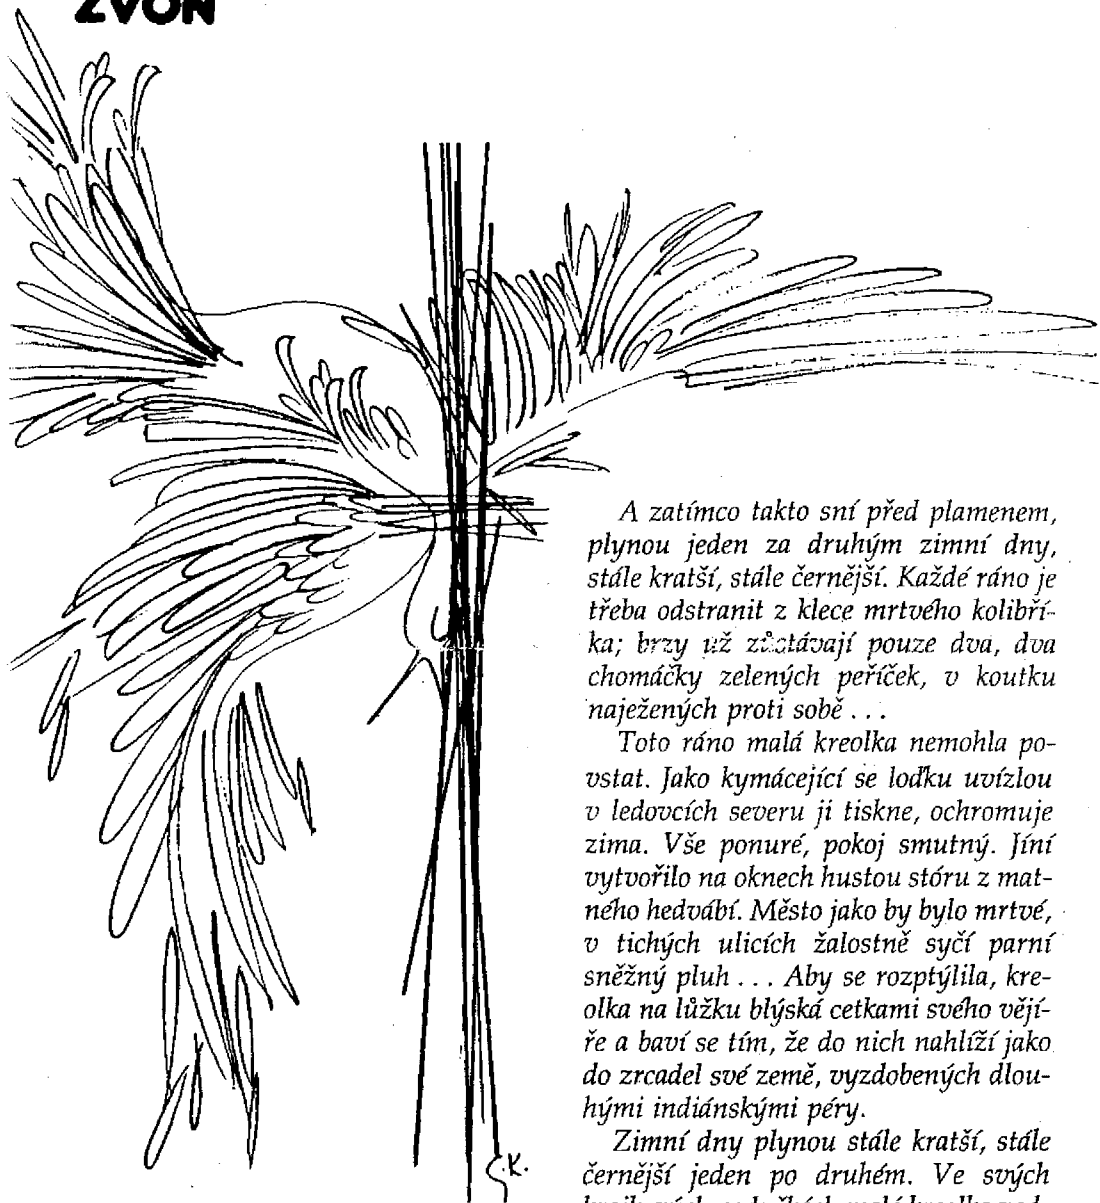 ZVON
A zatímco takto sní před plamenem,
plynou jeden za druhým zimní dny,
stále kratší, stále černější. Každé ráno je
třeba odstranit z klece mrtvého kolibří-
ka; brzy už zůstávají pouze dva, dva
chomáčky zelených peříček, v koutku
naježených proti sobě . . .
Toto ráno malá kreolka nemohla po-
vstat. Jako kymácející se loďku uvízlou
v ledovcích severu ji tiskne, ochromuje
zima. Vše ponuré, pokoj smutný. Jíní
vytvořilo na oknech hustou stóru z mat-
ného hedvábí. Město jako by bylo mrtvé,
v tichých ulicích žalostně syčí parní
sněžný pluh . . . Aby se rozptýlila, kre-
olka na lůžku blýská cetkami svého vějí-
ře a baví se tím, že do nich nahlíží jako
do zrcadel své země, vyzdobených dlou-
hými indiánskými péry.
Zimní dny plynou stále kratší, stále
černější jeden po druhém. Ve svých
malá kreolka
Č.K.